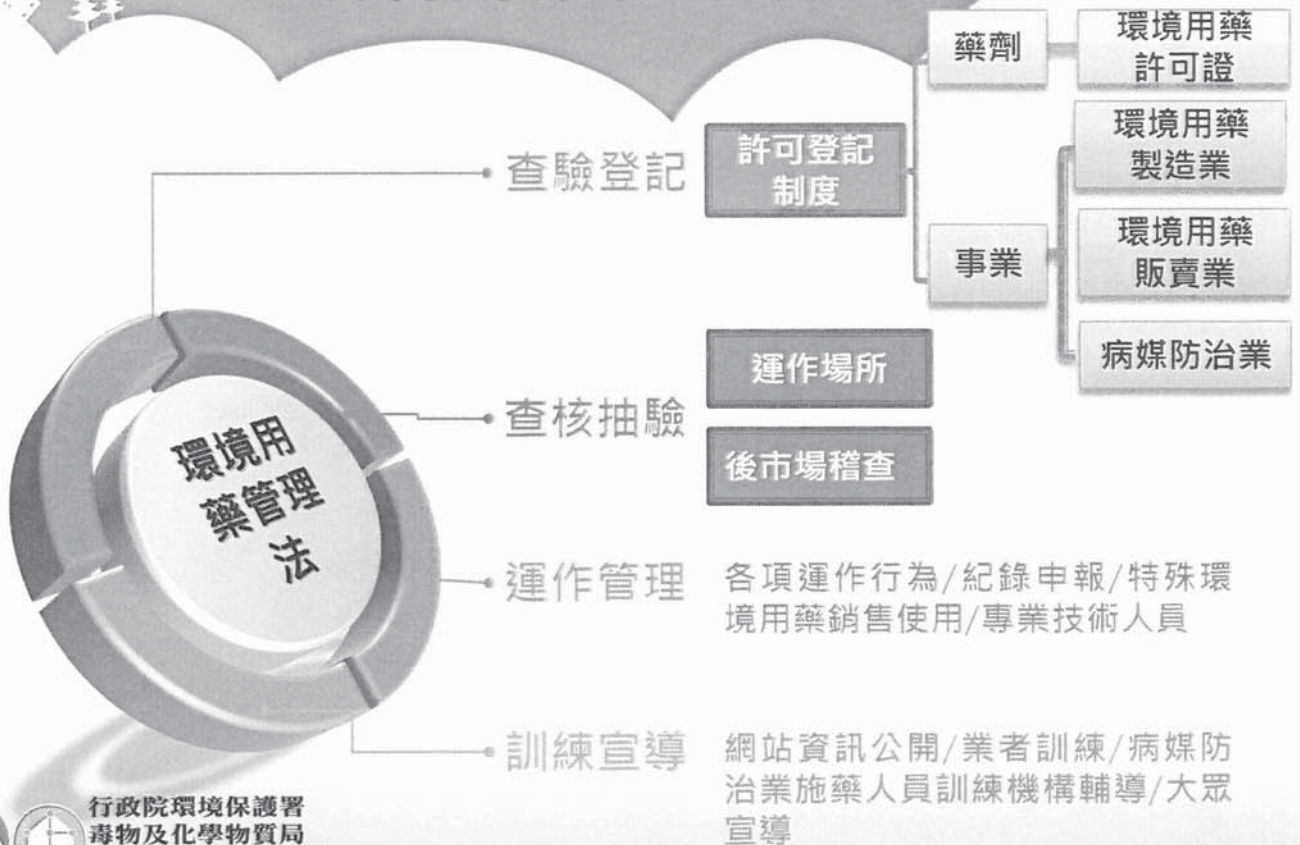 藥劑
環境用藥
許可證
查驗登記
許可登記
制度
環境用藥
製造業
事業
環境用藥
販賣業
病媒防治業
查核抽驗
運作場所
後市場稽查
環境用
藥管理
法
運作管理
各項運作行為/紀錄申報/特殊環
境用藥銷售使用/專業技術人員
訓練宣導
網站資訊公開/業者訓練/病媒防
治業施藥人員訓練機構輔導/大眾
宣導
行政院環境保護署
毒物及化學物質局